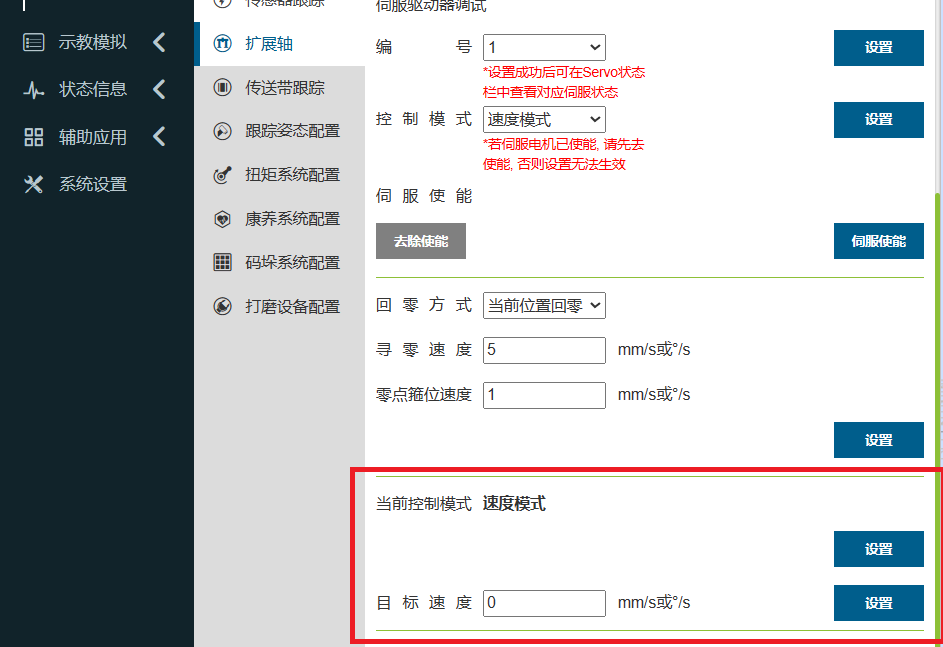 示教模拟
状态信息
辅助应用
系统设置
传感器跟踪
扩展轴
传送带跟踪
跟踪姿态配置
扭矩系统配置
康养系统配置
码垛系统配置
打磨设备配置
伺服驱动器调试
编号 1 设置
*设置成功后可在Servo状态
栏中查看对应伺服状态
控制模式 速度模式 设置
*若伺服电机已使能, 请先去
使能, 否则设置无法生效
伺服使能
去除使能 伺服使能
回零方式 当前位置回零
寻零速度 5 mm/s或°/s
零点箍位速度 1 mm/s或°/s
设置
当前控制模式 速度模式
设置
目标速度 0 mm/s或°/s 设置